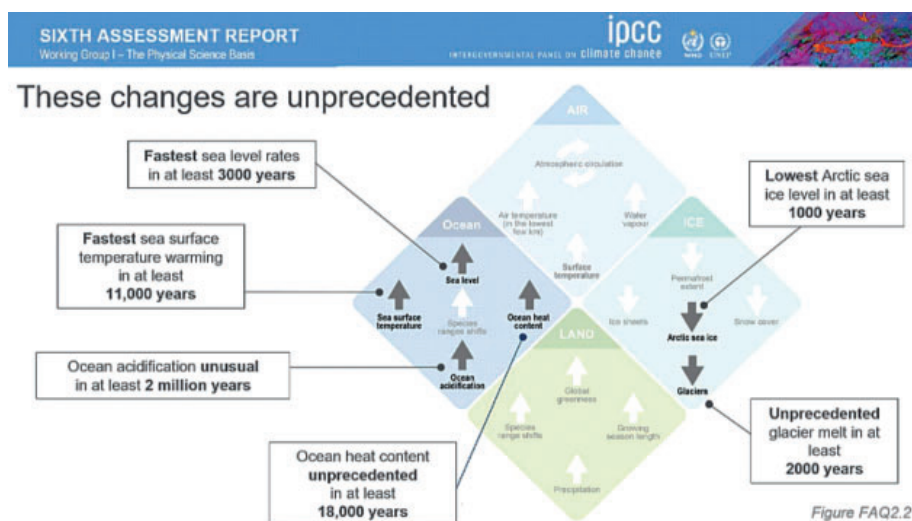 SIXTH ASSESSMENT REPORT
Working Group I – The Physical Science Basis
ipcc
INTERGOVERNMENTAL PANEL ON climate change
WMO
UNEP
These changes are unprecedented
AIR
Atmospheric circulation
Air temperature
(in the lowest
few km)
Water
vapour
Surface
temperature
Fastest sea level rates
in at least 3000 years
Fastest sea surface
temperature warming
in at least
11,000 years
Ocean acidification unusual
in at least 2 million years
Ocean heat content
unprecedented
in at least
18,000 years
Ocean
Sea level
Sea surface
temperature
Species
ranges shifts
Ocean heat
content
Ocean
acidification
ICE
Permafrost
extent
Ice sheets
Arctic sea ice
Snow cover
Glaciers
LAND
Global
greenness
Species
range shifts
Growing
season length
Precipitation
Lowest Arctic sea
ice level in at least
1000 years
Unprecedented
glacier melt in at
least
2000 years
Figure FAQ2.2